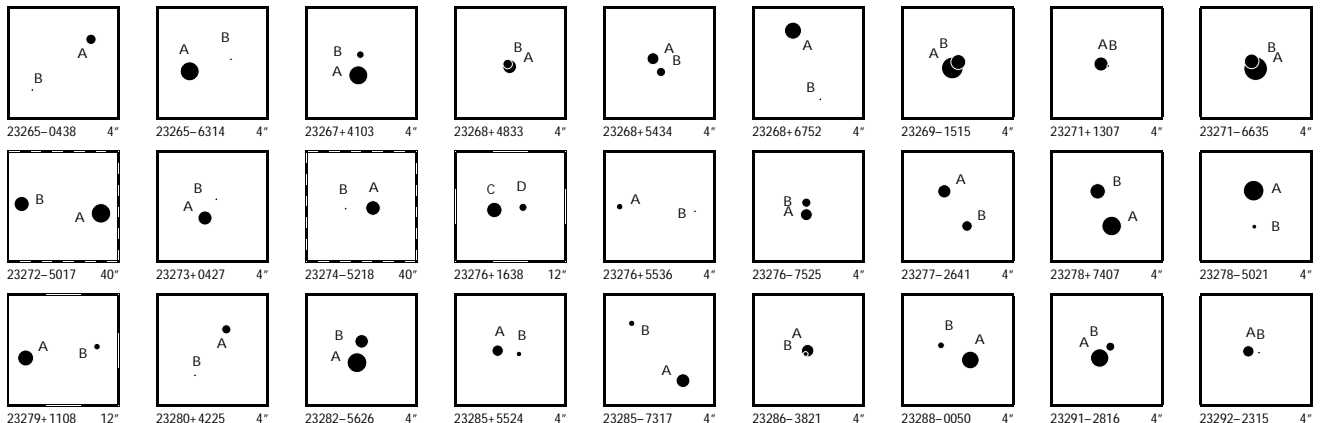 A
B
23265−0438 4″
A
B
23265−6314 4″
B
A
23267+4103 4″
B
A
23268+4833 4″
A
B
23268+5434 4″
A
B
23268+6752 4″
B
A
23269−1515 4″
A B
23271+1307 4″
B
A
23271−6635 4″
B
A
23272−5017 40″
B
A
23273+0427 4″
B A
23274−5218 40″
C D
23276+1638 12″
A
B
23276+5536 4″
B
A
23276−7525 4″
A
B
23277−2641 4″
B
A
23278+7407 4″
A
B
23278−5021 4″
A
B
23279+1108 12″
A
B
23280+4225 4″
B
A
23282−5626 4″
A B
23285+5524 4″
B
A
23285−7317 4″
A
B
23286−3821 4″
B
A
23288−0050 4″
B
A
23291−2816 4″
A B
23292−2315 4″